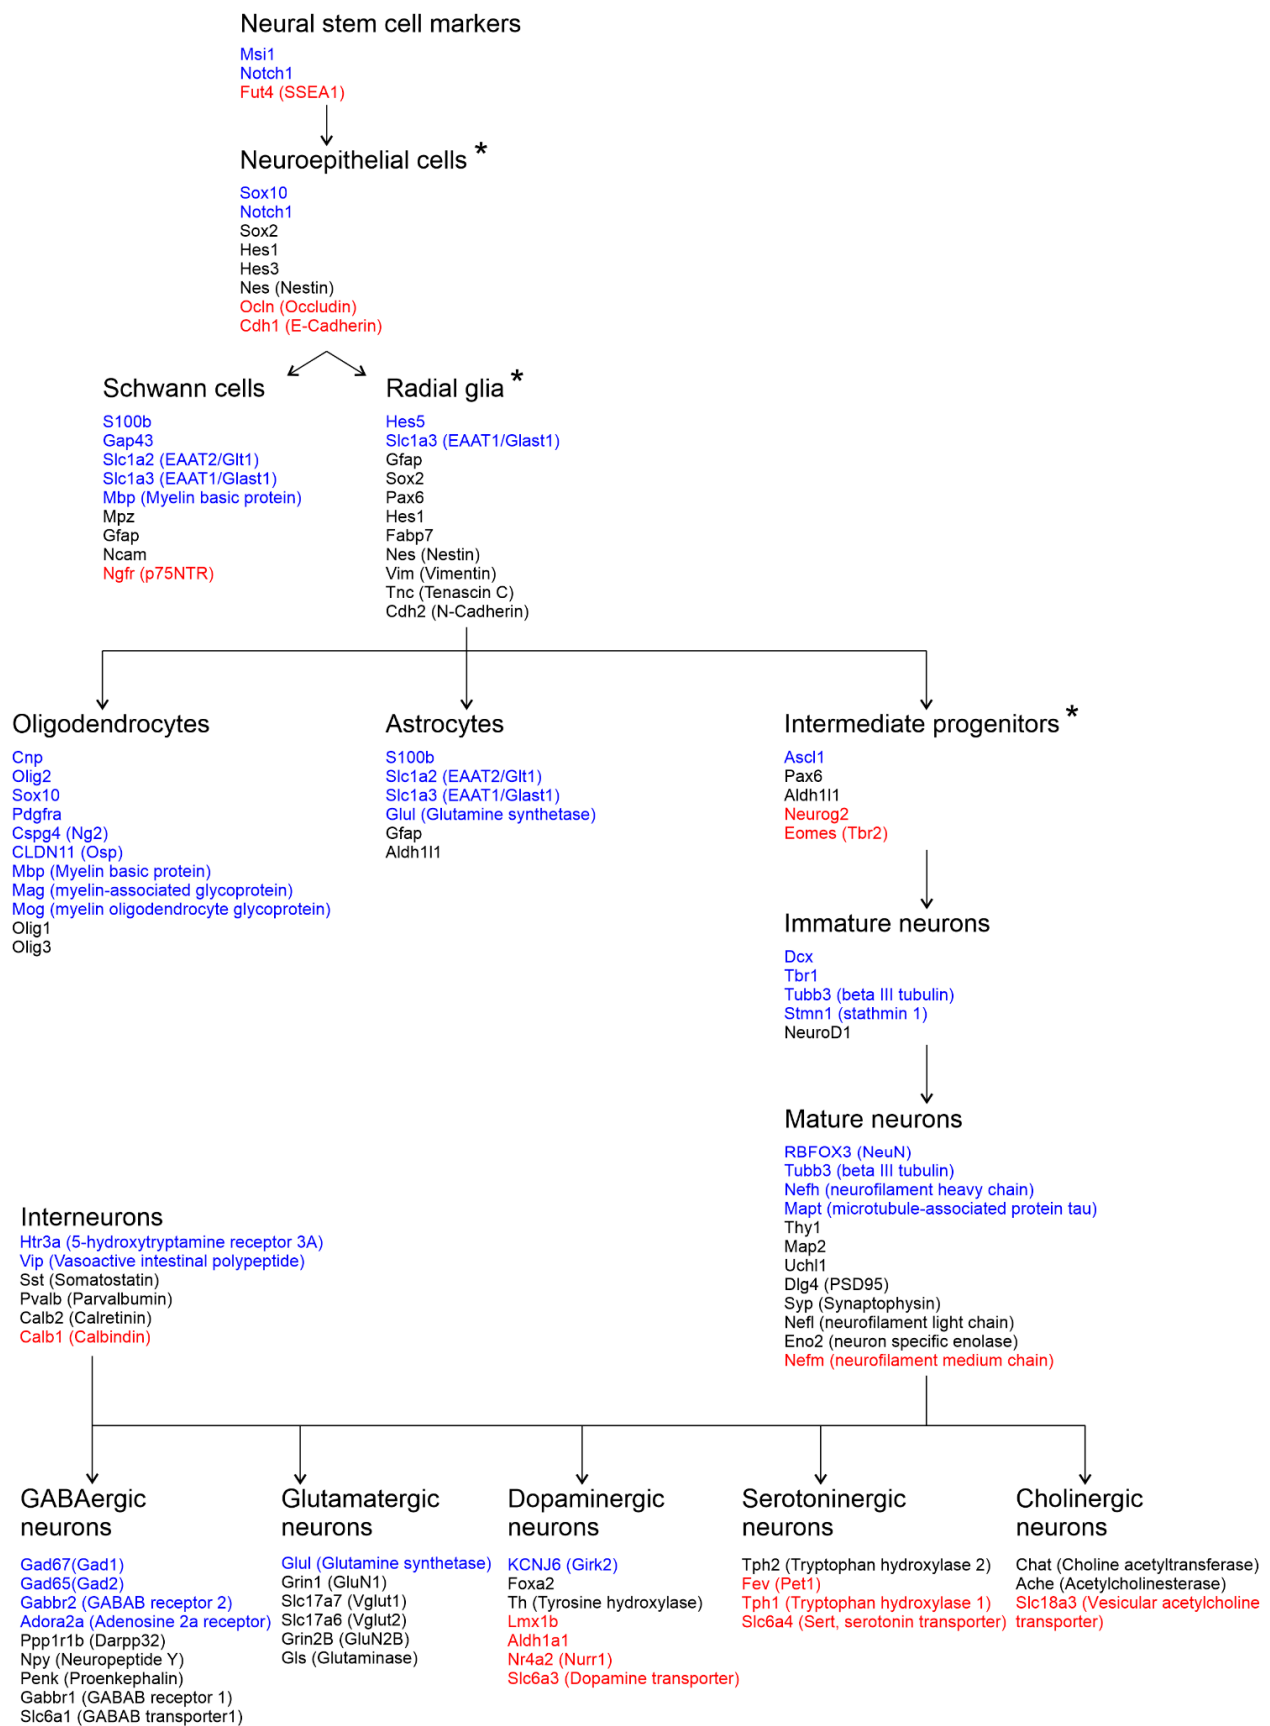 Neural stem cell markers
Msi1
Notch1
Fut4 (SSEA1)
Neuroepithelial cells *
Sox10
Notch1
Sox2
Hes1
Hes3
Nes (Nestin)
Ocln (Occludin)
Cdh1 (E-Cadherin)
Schwann cells
S100b
Gap43
Slc1a2 (EAAT2/Glt1)
Slc1a3 (EAAT1/Glast1)
Mbp (Myelin basic protein)
Mpz
Gfap
Ncam
Ngfr (p75NTR)
Radial glia *
Hes5
Slc1a3 (EAAT1/Glast1)
Gfap
Sox2
Pax6
Hes1
Fabp7
Nes (Nestin)
Vim (Vimentin)
Tnc (Tenascin C)
Cdh2 (N-Cadherin)
Oligodendrocytes
Cnp
Olig2
Sox10
Pdgfra
Cspg4 (Ng2)
CLDN11 (Osp)
Mbp (Myelin basic protein)
Mag (myelin-associated glycoprotein)
Mog (myelin oligodendrocyte glycoprotein)
Olig1
Olig3
Astrocytes
S100b
Slc1a2 (EAAT2/Glt1)
Slc1a3 (EAAT1/Glast1)
Glul (Glutamine synthetase)
Gfap
Aldh1l1
Intermediate progenitors *
Ascl1
Pax6
Aldh1l1
Neurog2
Eomes (Tbr2)
Immature neurons
Dcx
Tbr1
Tubb3 (beta III tubulin)
Stmn1 (stathmin 1)
NeuroD1
Mature neurons
RBFOX3 (NeuN)
Tubb3 (beta III tubulin)
Nefh (neurofilament heavy chain)
Mapt (microtubule-associated protein tau)
Thy1
Map2
Uchl1
Dlg4 (PSD95)
Syp (Synaptophysin)
Nefl (neurofilament light chain)
Eno2 (neuron specific enolase)
Nefm (neurofilament medium chain)
Interneurons
Htr3a (5-hydroxytryptamine receptor 3A)
Vip (Vasoactive intestinal polypeptide)
Sst (Somatostatin)
Pvalb (Parvalbumin)
Calb2 (Calretinin)
Calb1 (Calbindin)
GABAergic
neurons
Gad67(Gad1)
Gad65(Gad2)
Gabbr2 (GABAB receptor 2)
Adora2a (Adenosine 2a receptor)
Ppp1r1b (Darpp32)
Npy (Neuropeptide Y)
Penk (Proenkephalin)
Gabbr1 (GABAB receptor 1)
Slc6a1 (GABAB transporter1)
Glutamatergic
neurons
Glul (Glutamine synthetase)
Grin1 (GluN1)
Slc17a7 (Vglut1)
Slc17a6 (Vglut2)
Grin2B (GluN2B)
Gls (Glutaminase)
Dopaminergic
neurons
KCNJ6 (Girk2)
Foxa2
Th (Tyrosine hydroxylase)
Lmx1b
Aldh1a1
Nr4a2 (Nurr1)
Slc6a3 (Dopamine transporter)
Serotoninergic
neurons
Tph2 (Tryptophan hydroxylase 2)
Fev (Pet1)
Tph1 (Tryptophan hydroxylase 1)
Slc6a4 (Sert, serotonin transporter)
Cholinergic
neurons
Chat (Choline acetyltransferase)
Ache (Acetylcholinesterase)
Slc18a3 (Vesicular acetylcholine
transporter)